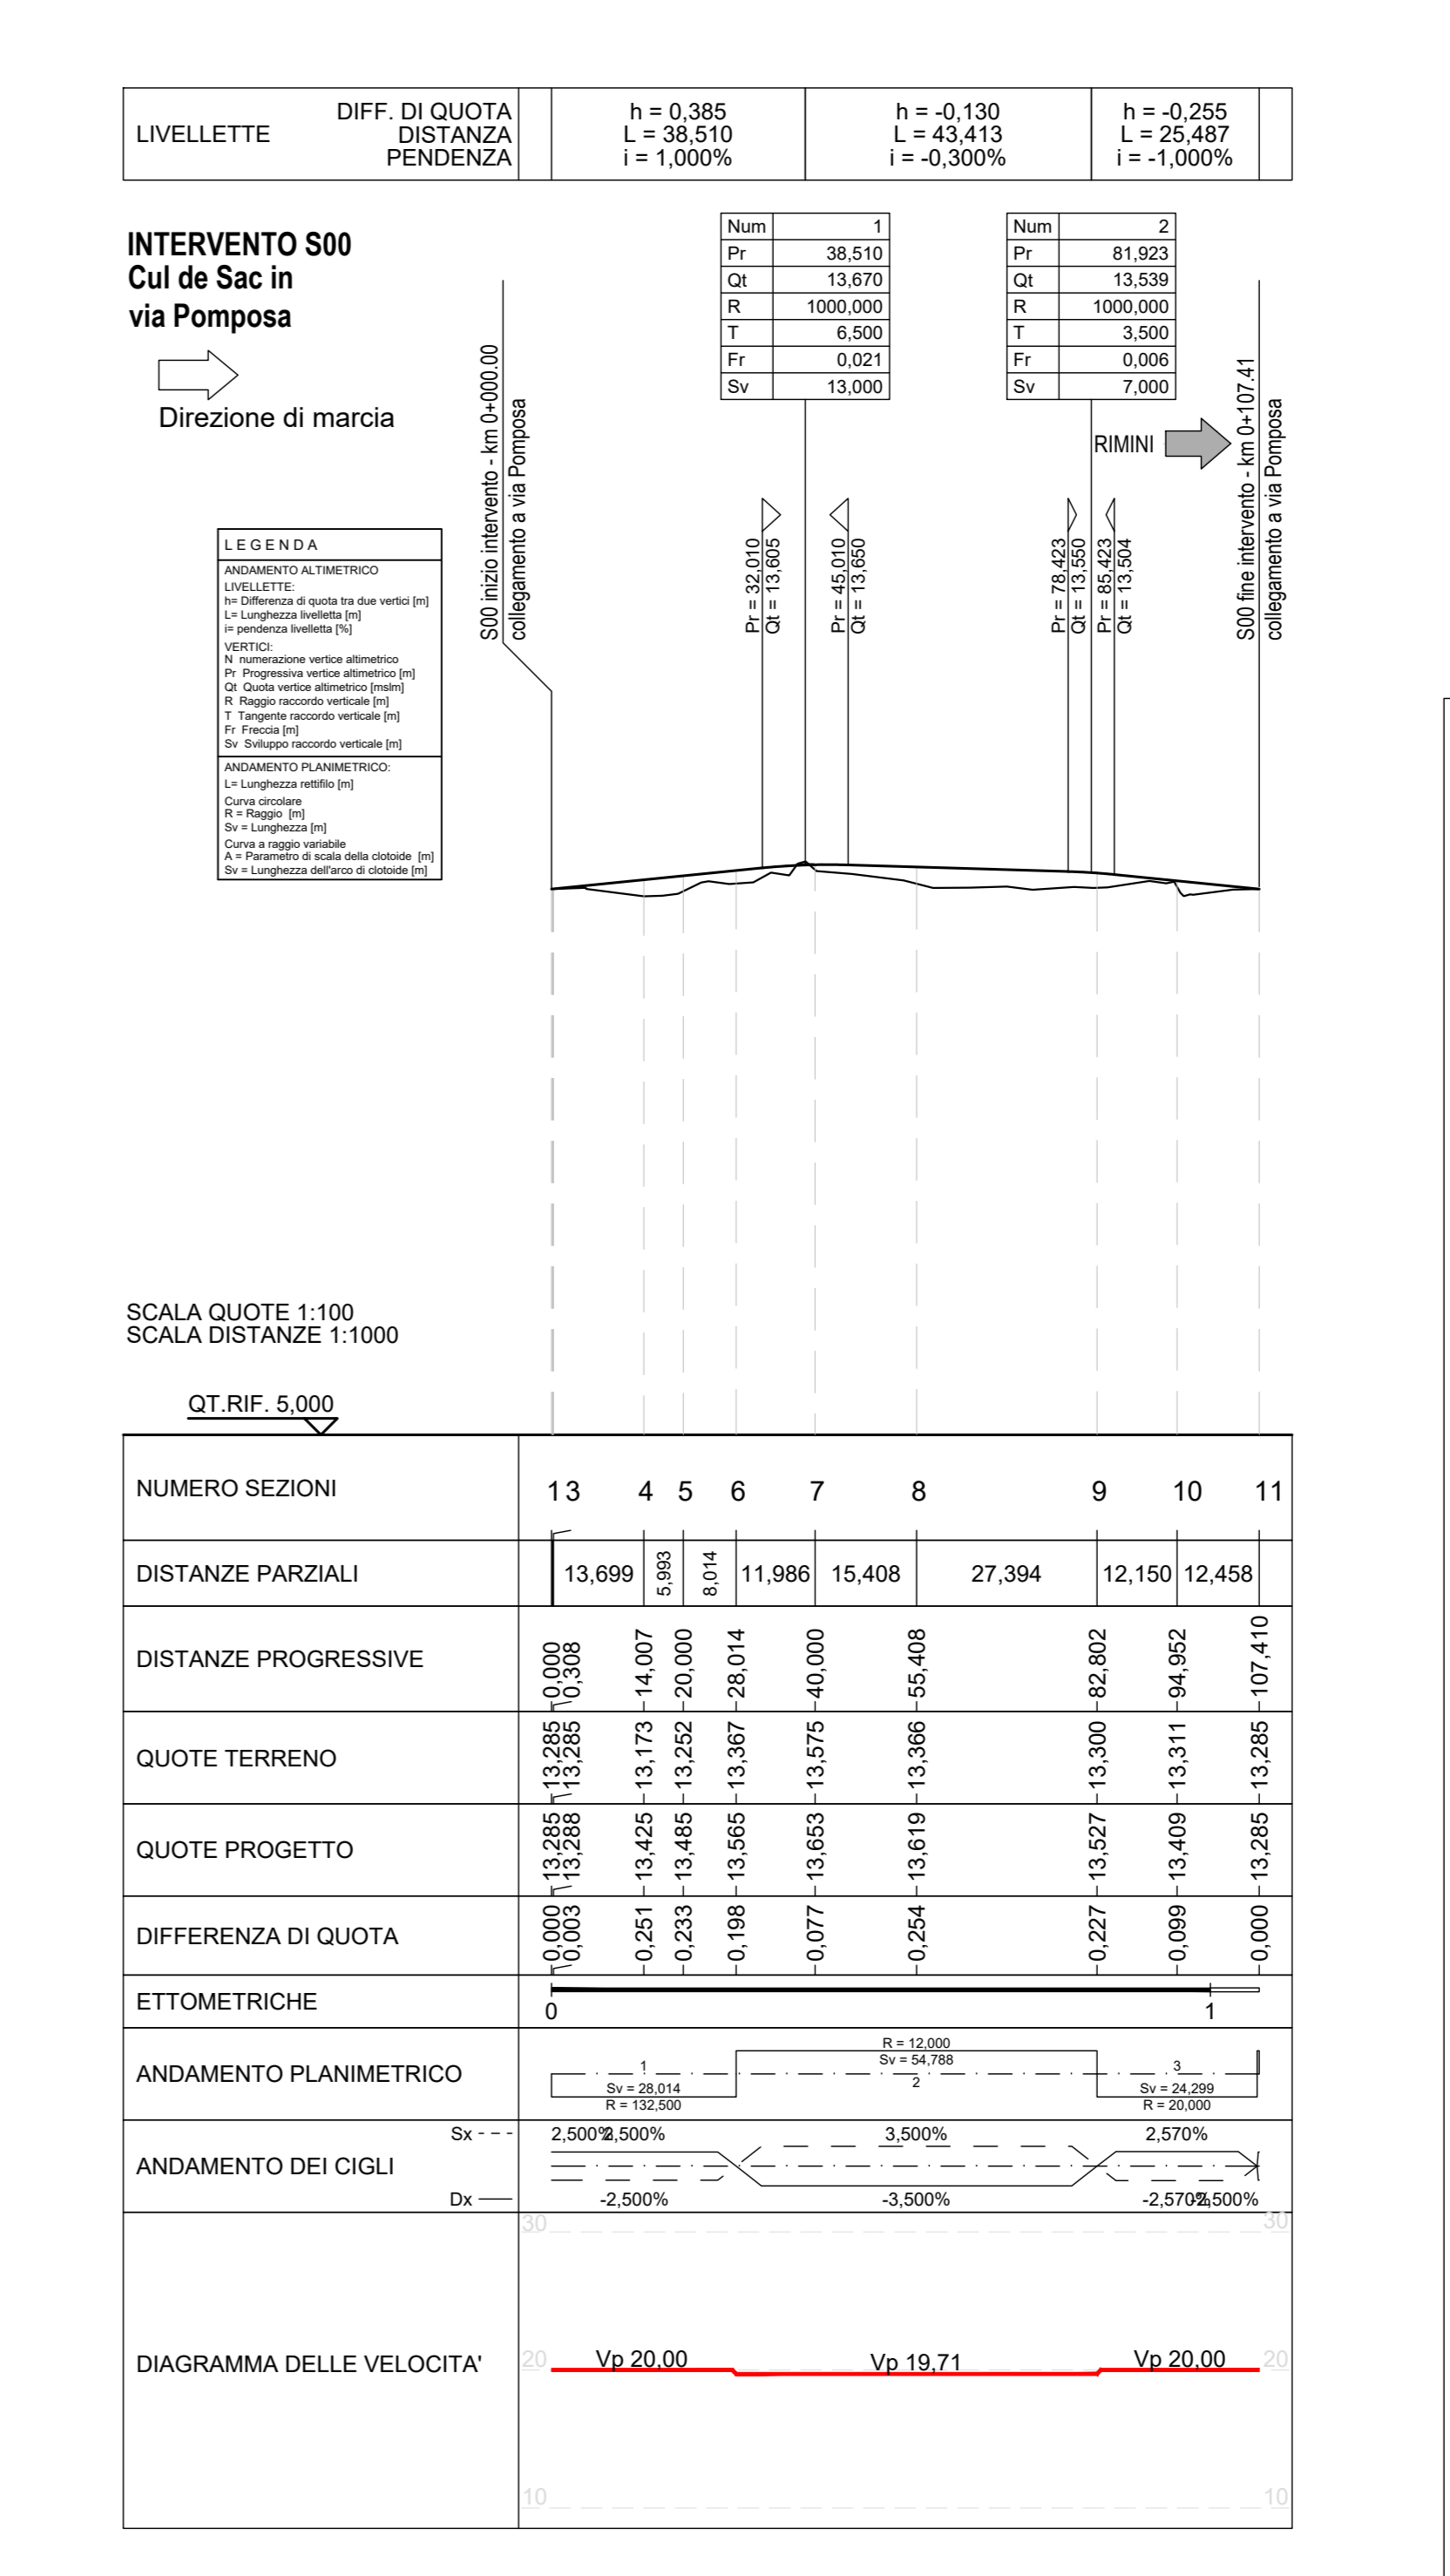 LIVELLETTE
DIFF. DI QUOTA
DISTANZA
PENDENZA
h = 0,385
L = 38,510
i = 1,000%
h = -0,130
L = 43,413
i = -0,300%
h = -0,255
L = 25,487
i = -1,000%
INTERVENTO S00
Cul de Sac in
via Pomposa
Direzione di marcia
S00 inizio intervento - km 0+000.00
collegamento a via Pomposa
Num 1
Pr 38,510
Qt 13,670
R 1000,000
T 6,500
Fr 0,021
Sv 13,000
Num 2
Pr 81,923
Qt 13,539
R 1000,000
T 3,500
Fr 0,006
Sv 7,000
RIMINI
S00 fine intervento - km 0+107.41
collegamento a via Pomposa
Pr = 32,010
Qt = 13,605
Pr = 45,010
Qt = 13,650
Pr = 78,423
Qt = 13,550
Pr = 85,423
Qt = 13,504
LEGENDA
ANDAMENTO ALTIMETRICO
LIVELLETTE:
h= Differenza di quota tra due vertici [m]
L= Lunghezza livelletta [m]
i= pendenza livelletta [%]
VERTICI:
N numerazione vertice altimetrico
Pr Progressiva vertice altimetrico [m]
Qt Quota vertice altimetrico [mslm]
R Raggio raccordo verticale [m]
T Tangente raccordo verticale [m]
Fr Freccia [m]
Sv Sviluppo raccordo verticale [m]
ANDAMENTO PLANIMETRICO:
L= Lunghezza rettifilo [m]
Curva circolare
R = Raggio [m]
Sv = Lunghezza [m]
Curva a raggio variabile
A = Parametro di scala della clotoide [m]
Sv = Lunghezza dell'arco di clotoide [m]
SCALA QUOTE 1:100
SCALA DISTANZE 1:1000
QT.RIF. 5,000
NUMERO SEZIONI 1 3 4 5 6 7 8 9 10 11
DISTANZE PARZIALI 13,699 5,993 8,014 11,986 15,408 27,394 12,150 12,458
DISTANZE PROGRESSIVE 0,000 0,308 14,007 20,000 28,014 40,000 55,408 82,802 94,952 107,410
QUOTE TERRENO 13,285 13,285 13,173 13,252 13,367 13,575 13,366 13,300 13,311 13,285
QUOTE PROGETTO 13,285 13,288 13,425 13,485 13,565 13,653 13,619 13,527 13,409 13,285
DIFFERENZA DI QUOTA 0,000 0,003 0,251 0,233 0,198 0,077 0,254 0,227 0,099 0,000
ETTOMETRICHE 0 1
ANDAMENTO PLANIMETRICO
1
Sv = 28,014
R = 132,500
R = 12,000
Sv = 54,788
2
3
Sv = 24,299
R = 20,000
ANDAMENTO DEI CIGLI
Sx
Dx
2,500% 2,500% 3,500% 2,570%
-2,500% -3,500% -2,570% -2,500%
DIAGRAMMA DELLE VELOCITA'
30 30
20 Vp 20,00 Vp 19,71 Vp 20,00 20
10 10